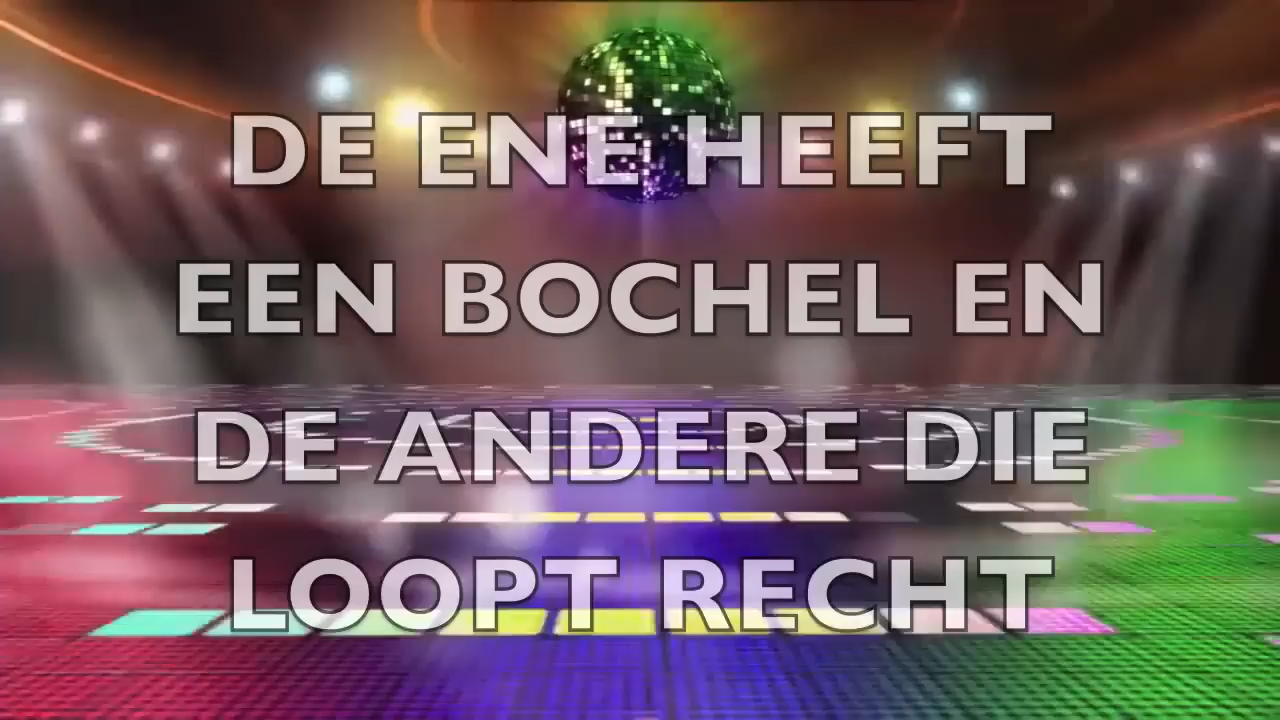 DE ENE HEEFT
EEN BOCHEL EN
DE ANDERE DIE
LOOPT RECHT